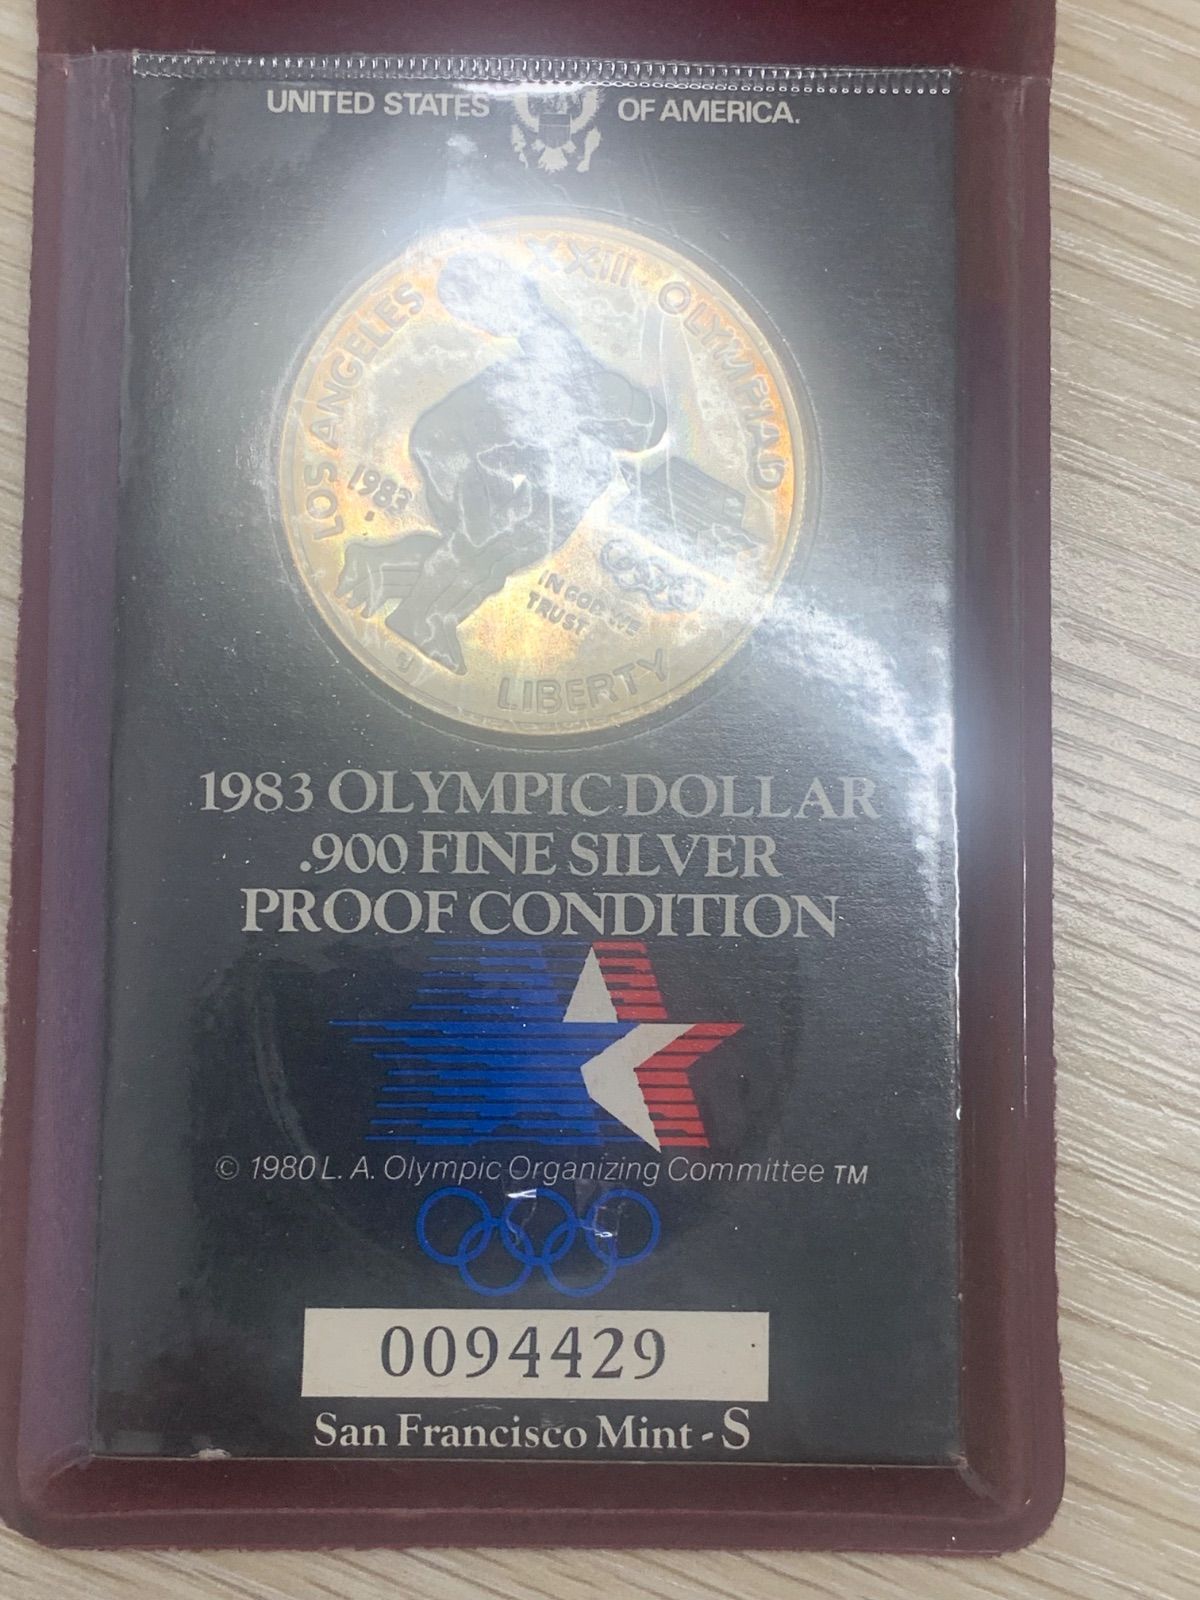 UNITED STATES OF AMERICA.
LOS ANGELES XXIII OLYMPIAD
1983
S
IN GOD WE
TRUST
LIBERTY
1983 OLYMPIC DOLLAR
.900 FINE SILVER
PROOF CONDITION
© 1980 L. A. Olympic Organizing Committee TM
0094429
San Francisco Mint - S